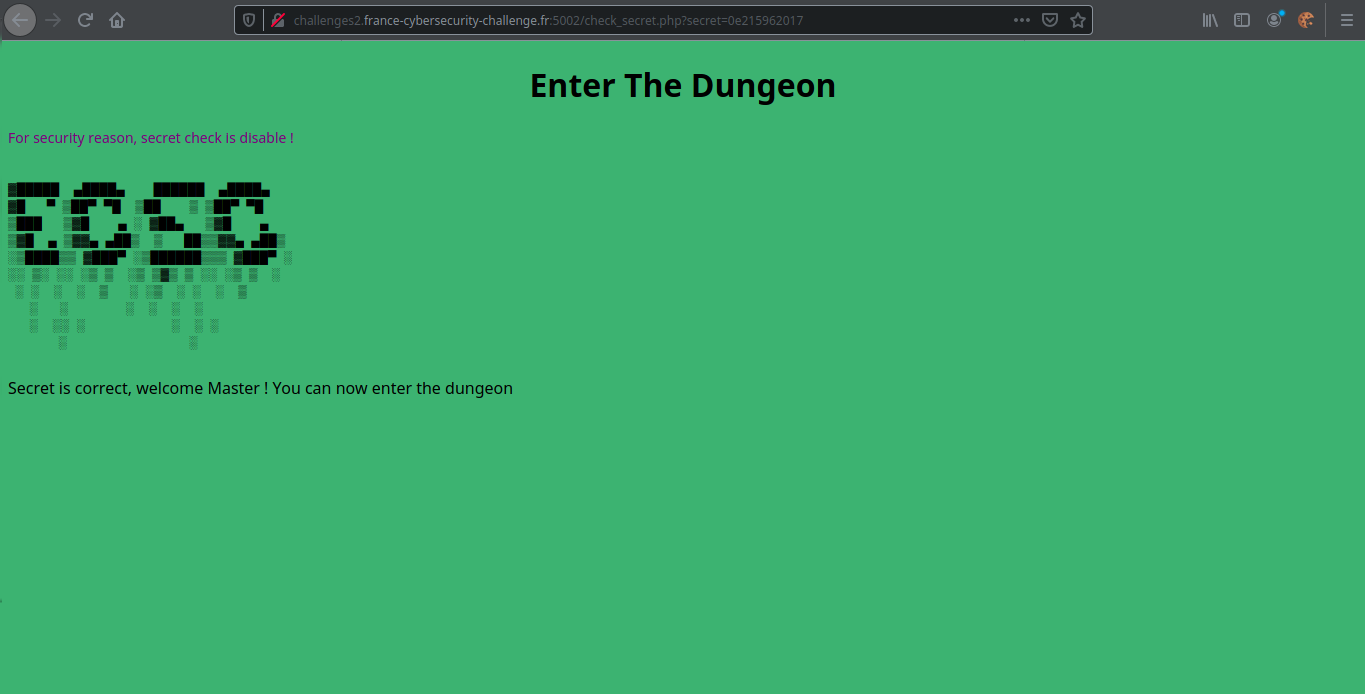 challenges2.france-cybersecurity-challenge.fr:5002/check_secret.php?secret=0e215962017
Enter The Dungeon
For security reason, secret check is disable !
ECSC
Secret is correct, welcome Master ! You can now enter the dungeon